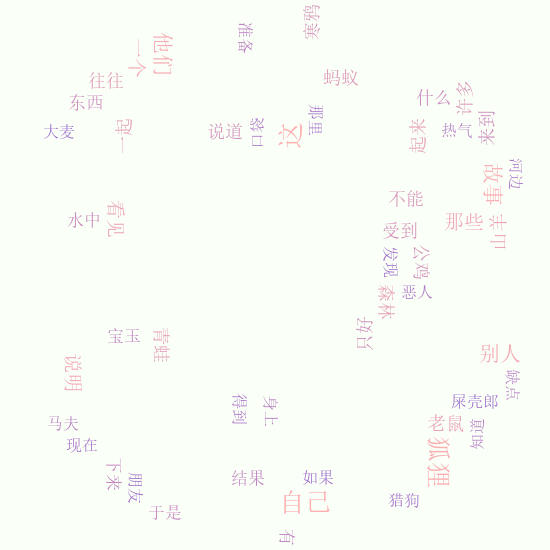 寒鸦
准备
他们
一个
往往
蚂蚁
什么
许多
东西
大麦
一起
说道
口袋
那里
这
起来
热气
来到
河边
故事
不能
看见
水中
受到
那些
羊
公鸡
发现
森林
恶人
只好
宝玉
青蛙
别人
说明
缺点
得到
身上
屎壳郎
马夫
老鼠
知道
现在
狐狸
下来
朋友
结果
如果
自己
猎狗
于是
有